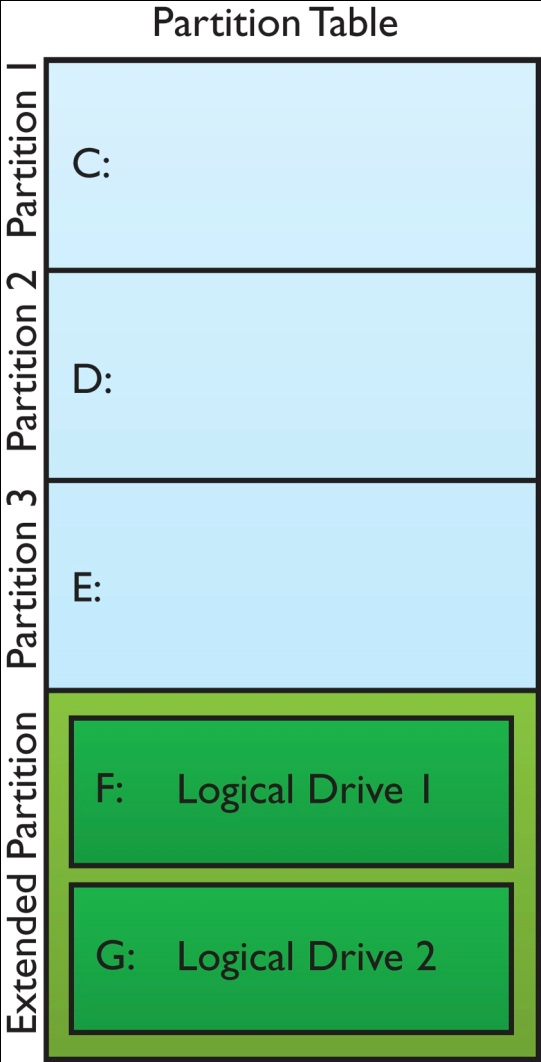 Partition Table
Partition 1
C:
Partition 2
D:
Partition 3
E:
Extended Partition
F: Logical Drive 1
G: Logical Drive 2